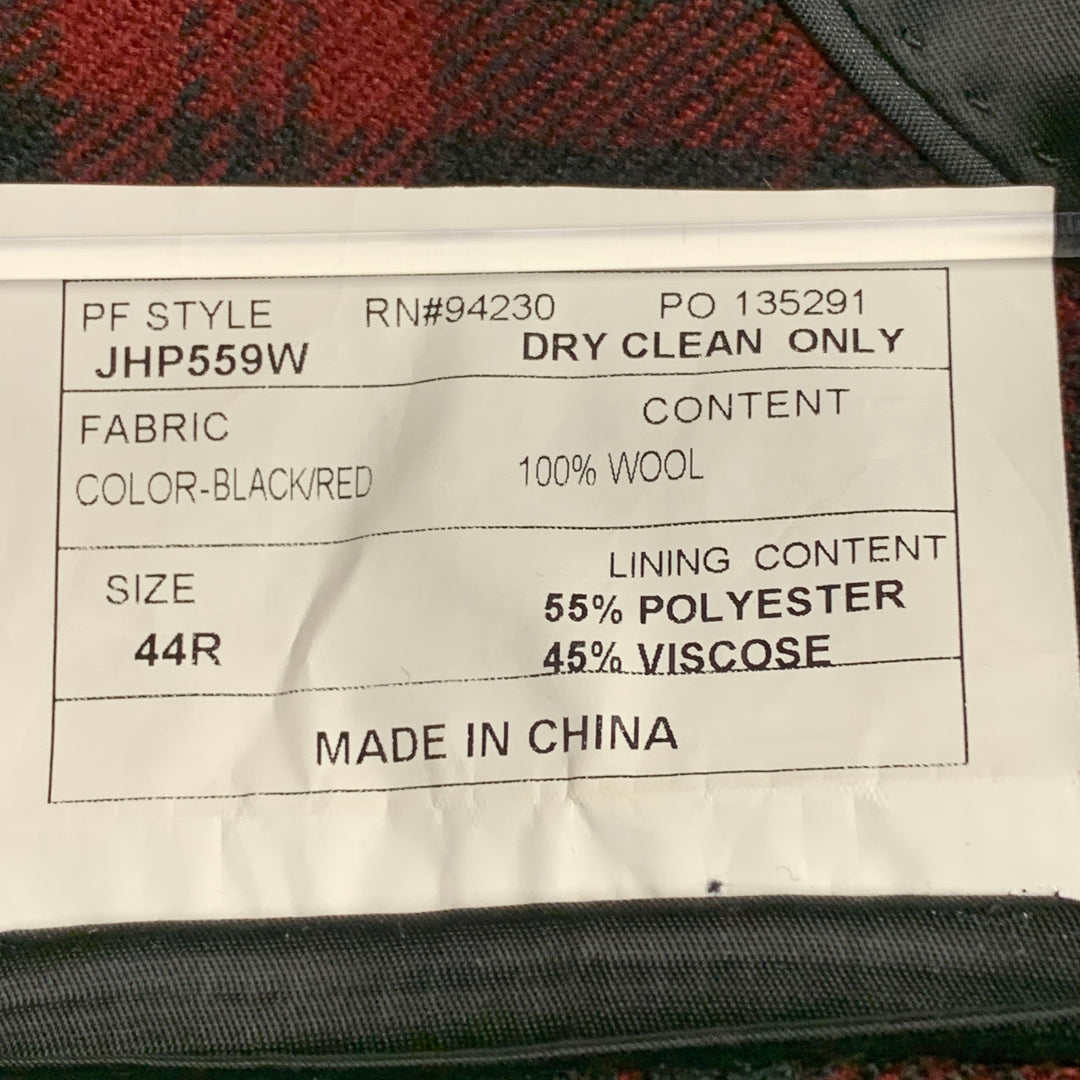 PF STYLE RN#94230 PO 135291
JHP559W DRY CLEAN ONLY
FABRIC CONTENT
COLOR-BLACK/RED 100% WOOL
SIZE LINING CONTENT
44R 55% POLYESTER
45% VISCOSE
MADE IN CHINA